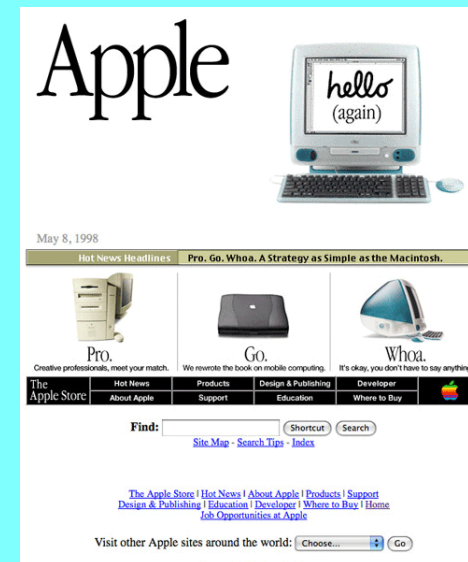 Apple
hello
(again)
May 8, 1998
Hot News Headlines Pro. Go. Whoa. A Strategy as Simple as the Macintosh.
Pro. Go. Whoa.
Creative professionals, meet your match. We rewrote the book on mobile computing. It's okay, you don't have to say anything
The Apple Store Hot News Products Design & Publishing Developer
About Apple Support Education Where to Buy
Find: Shortcut Search
Site Map - Search Tips - Index
The Apple Store | Hot News | About Apple | Products | Support
Design & Publishing | Education | Developer | Where to Buy | Home
Job Opportunities at Apple
Visit other Apple sites around the world: Choose... Go